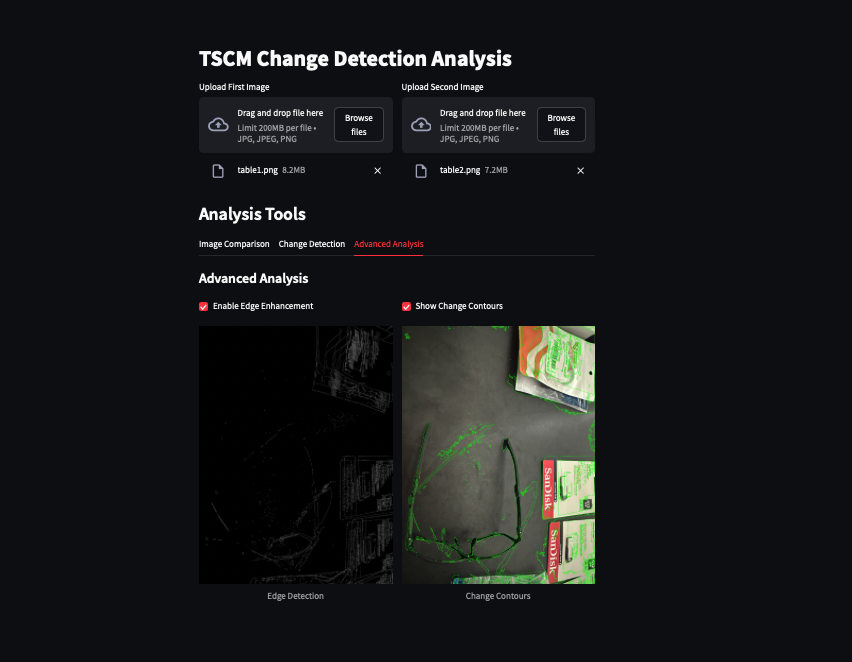 TSCM Change Detection Analysis
Upload First Image
Drag and drop file here
Limit 200MB per file •
JPG, JPEG, PNG
Browse
files
table1.png 8.2MB
Upload Second Image
Drag and drop file here
Limit 200MB per file •
JPG, JPEG, PNG
Browse
files
table2.png 7.2MB
Analysis Tools
Image Comparison Change Detection Advanced Analysis
Advanced Analysis
Enable Edge Enhancement
Show Change Contours
SanDisk
SanDisk
Edge Detection
Change Contours